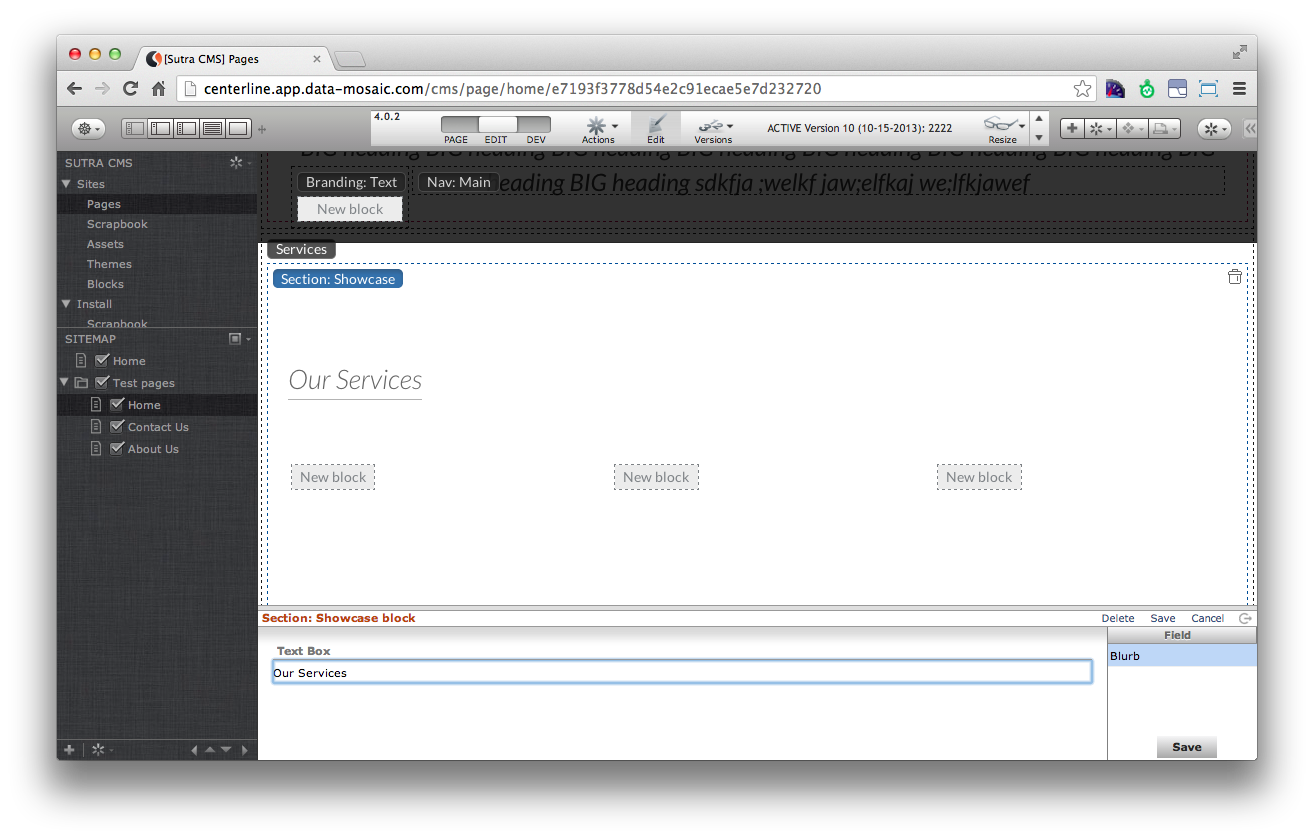 [Sutra CMS] Pages
centerline.app.data-mosaic.com/cms/page/home/e7193f3778d54e2c91ecae5e7d232720
4.0.2
PAGE EDIT DEV Actions Edit Versions ACTIVE Version 10 (10-15-2013): 2222 Resize
SUTRA CMS
Sites
Pages
Scrapbook
Assets
Themes
Blocks
Install
Scrapbook
SITEMAP
Home
Test pages
Home
Contact Us
About Us
BIG heading BIG heading BIG heading BIG heading BIG heading BIG heading BIG heading BIG
Branding: Text Nav: Main eading BIG heading sdkfja ;welkf jaw;elfkaj we;lfkjawef
New block
Services
Section: Showcase
Our Services
New block New block New block
Section: Showcase block Delete Save Cancel
Field
Text Box
Blurb
Our Services
Save